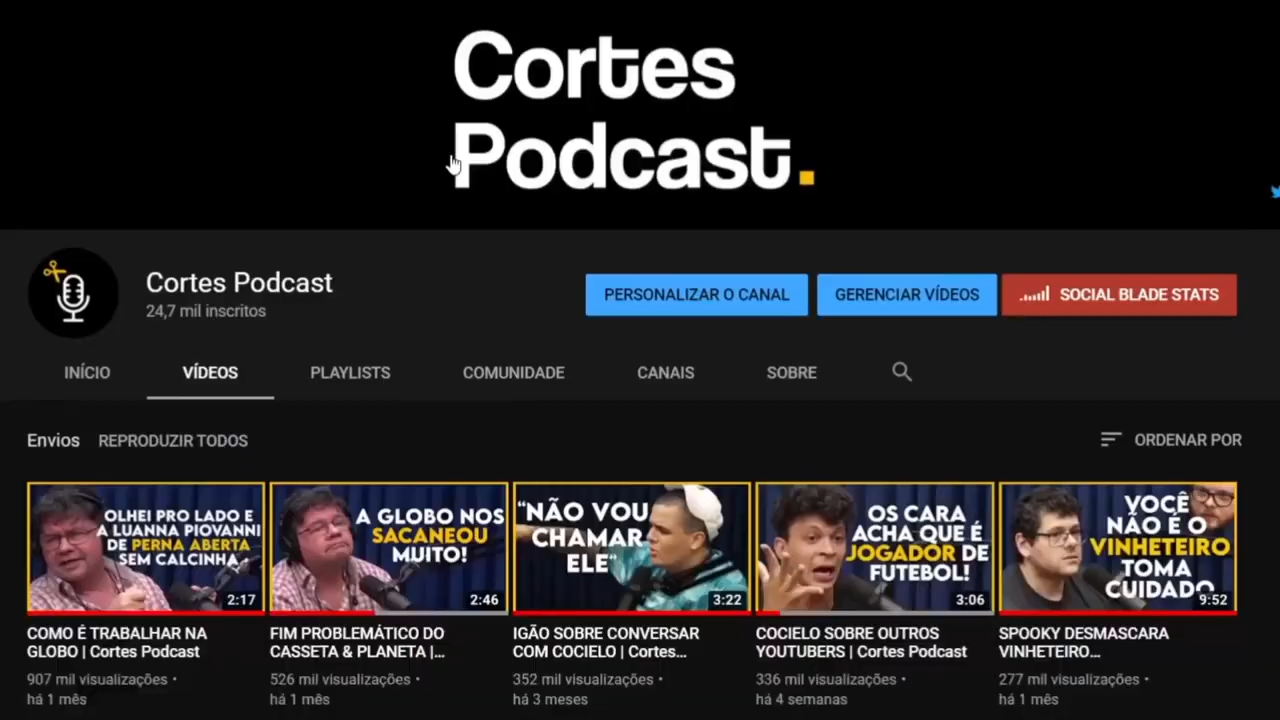 Cortes
Podcast.
Cortes Podcast
24,7 mil inscritos
PERSONALIZAR O CANAL
GERENCIAR VÍDEOS
SOCIAL BLADE STATS
INÍCIO
VÍDEOS
PLAYLISTS
COMUNIDADE
CANAIS
SOBRE
Envios
REPRODUZIR TODOS
ORDENAR POR
OLHEI PRO LADO E
A LUANNA PIOVANNI
DE PERNA ABERTA
SEM CALCINHA
2:17
COMO É TRABALHAR NA
GLOBO | Cortes Podcast
907 mil visualizações •
há 1 mês
A GLOBO NOS
SACANEOU
MUITO!
2:46
FIM PROBLEMÁTICO DO
CASSETA & PLANETA |...
526 mil visualizações •
há 1 mês
"NÃO VOU
CHAMAR
ELE"
3:22
IGÃO SOBRE CONVERSAR
COM COCIELO | Cortes...
352 mil visualizações •
há 3 meses
OS CARA
ACHA QUE É
JOGADOR DE
FUTEBOL!
3:06
COCIELO SOBRE OUTROS
YOUTUBERS | Cortes Podcast
336 mil visualizações •
há 4 semanas
VOCÊ
NÃO É O
VINHETEIRO
TOMA
CUIDADO
9:52
SPOOKY DESMASCARA
VINHETEIRO...
277 mil visualizações •
há 1 mês